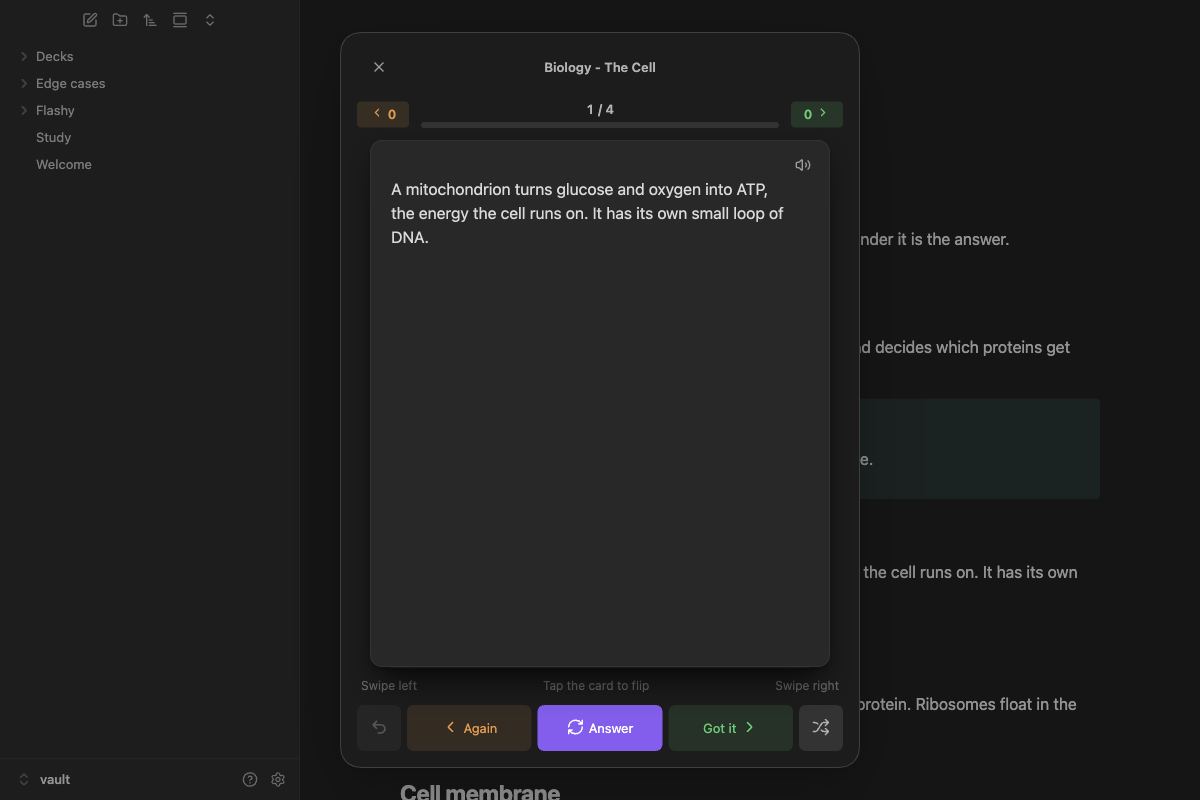 Decks
Edge cases
Flashy
Study
Welcome
vault
Biology - The Cell
0
1 / 4
0
A mitochondrion turns glucose and oxygen into ATP,
the energy the cell runs on. It has its own small loop of
DNA.
Swipe left
Tap the card to flip
Swipe right
Again
Answer
Got it
it is the answer.
decides which proteins get
e.
the cell runs on. It has its own
protein. Ribosomes float in the
Cell membrane